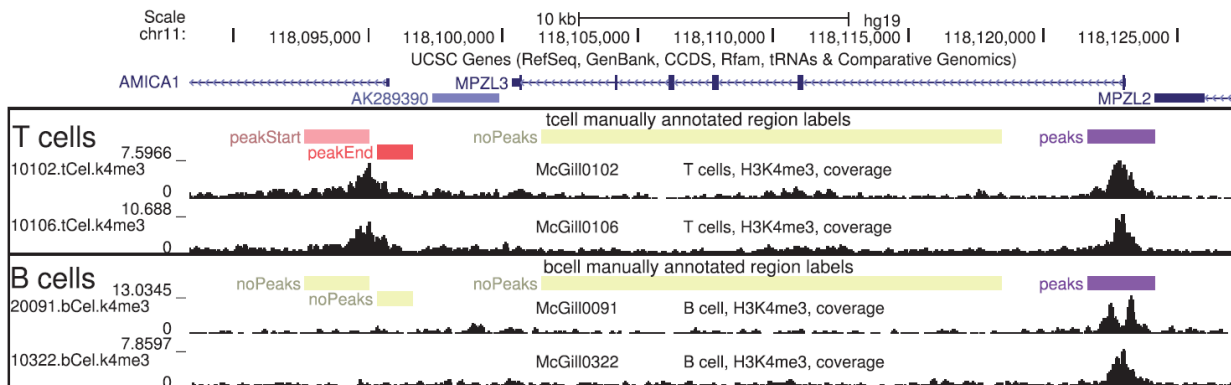 Scale 10 kb hg19
chr11: 118,095,000 118,100,000 118,105,000 118,110,000 118,115,000 118,120,000 118,125,000
UCSC Genes (RefSeq, GenBank, CCDS, Rfam, tRNAs & Comparative Genomics)
AMICA1 MPZL3
AK289390 MPZL2
T cells tcell manually annotated region labels
peakStart noPeaks peaks
peakEnd
7.5966
10102.tCel.k4me3 McGill0102 T cells, H3K4me3, coverage
0
10.688
10106.tCel.k4me3 McGill0106 T cells, H3K4me3, coverage
0
B cells bcell manually annotated region labels
noPeaks noPeaks peaks
noPeaks
13.0345
20091.bCel.k4me3 McGill0091 B cell, H3K4me3, coverage
0
7.8597
10322.bCel.k4me3 McGill0322 B cell, H3K4me3, coverage
0